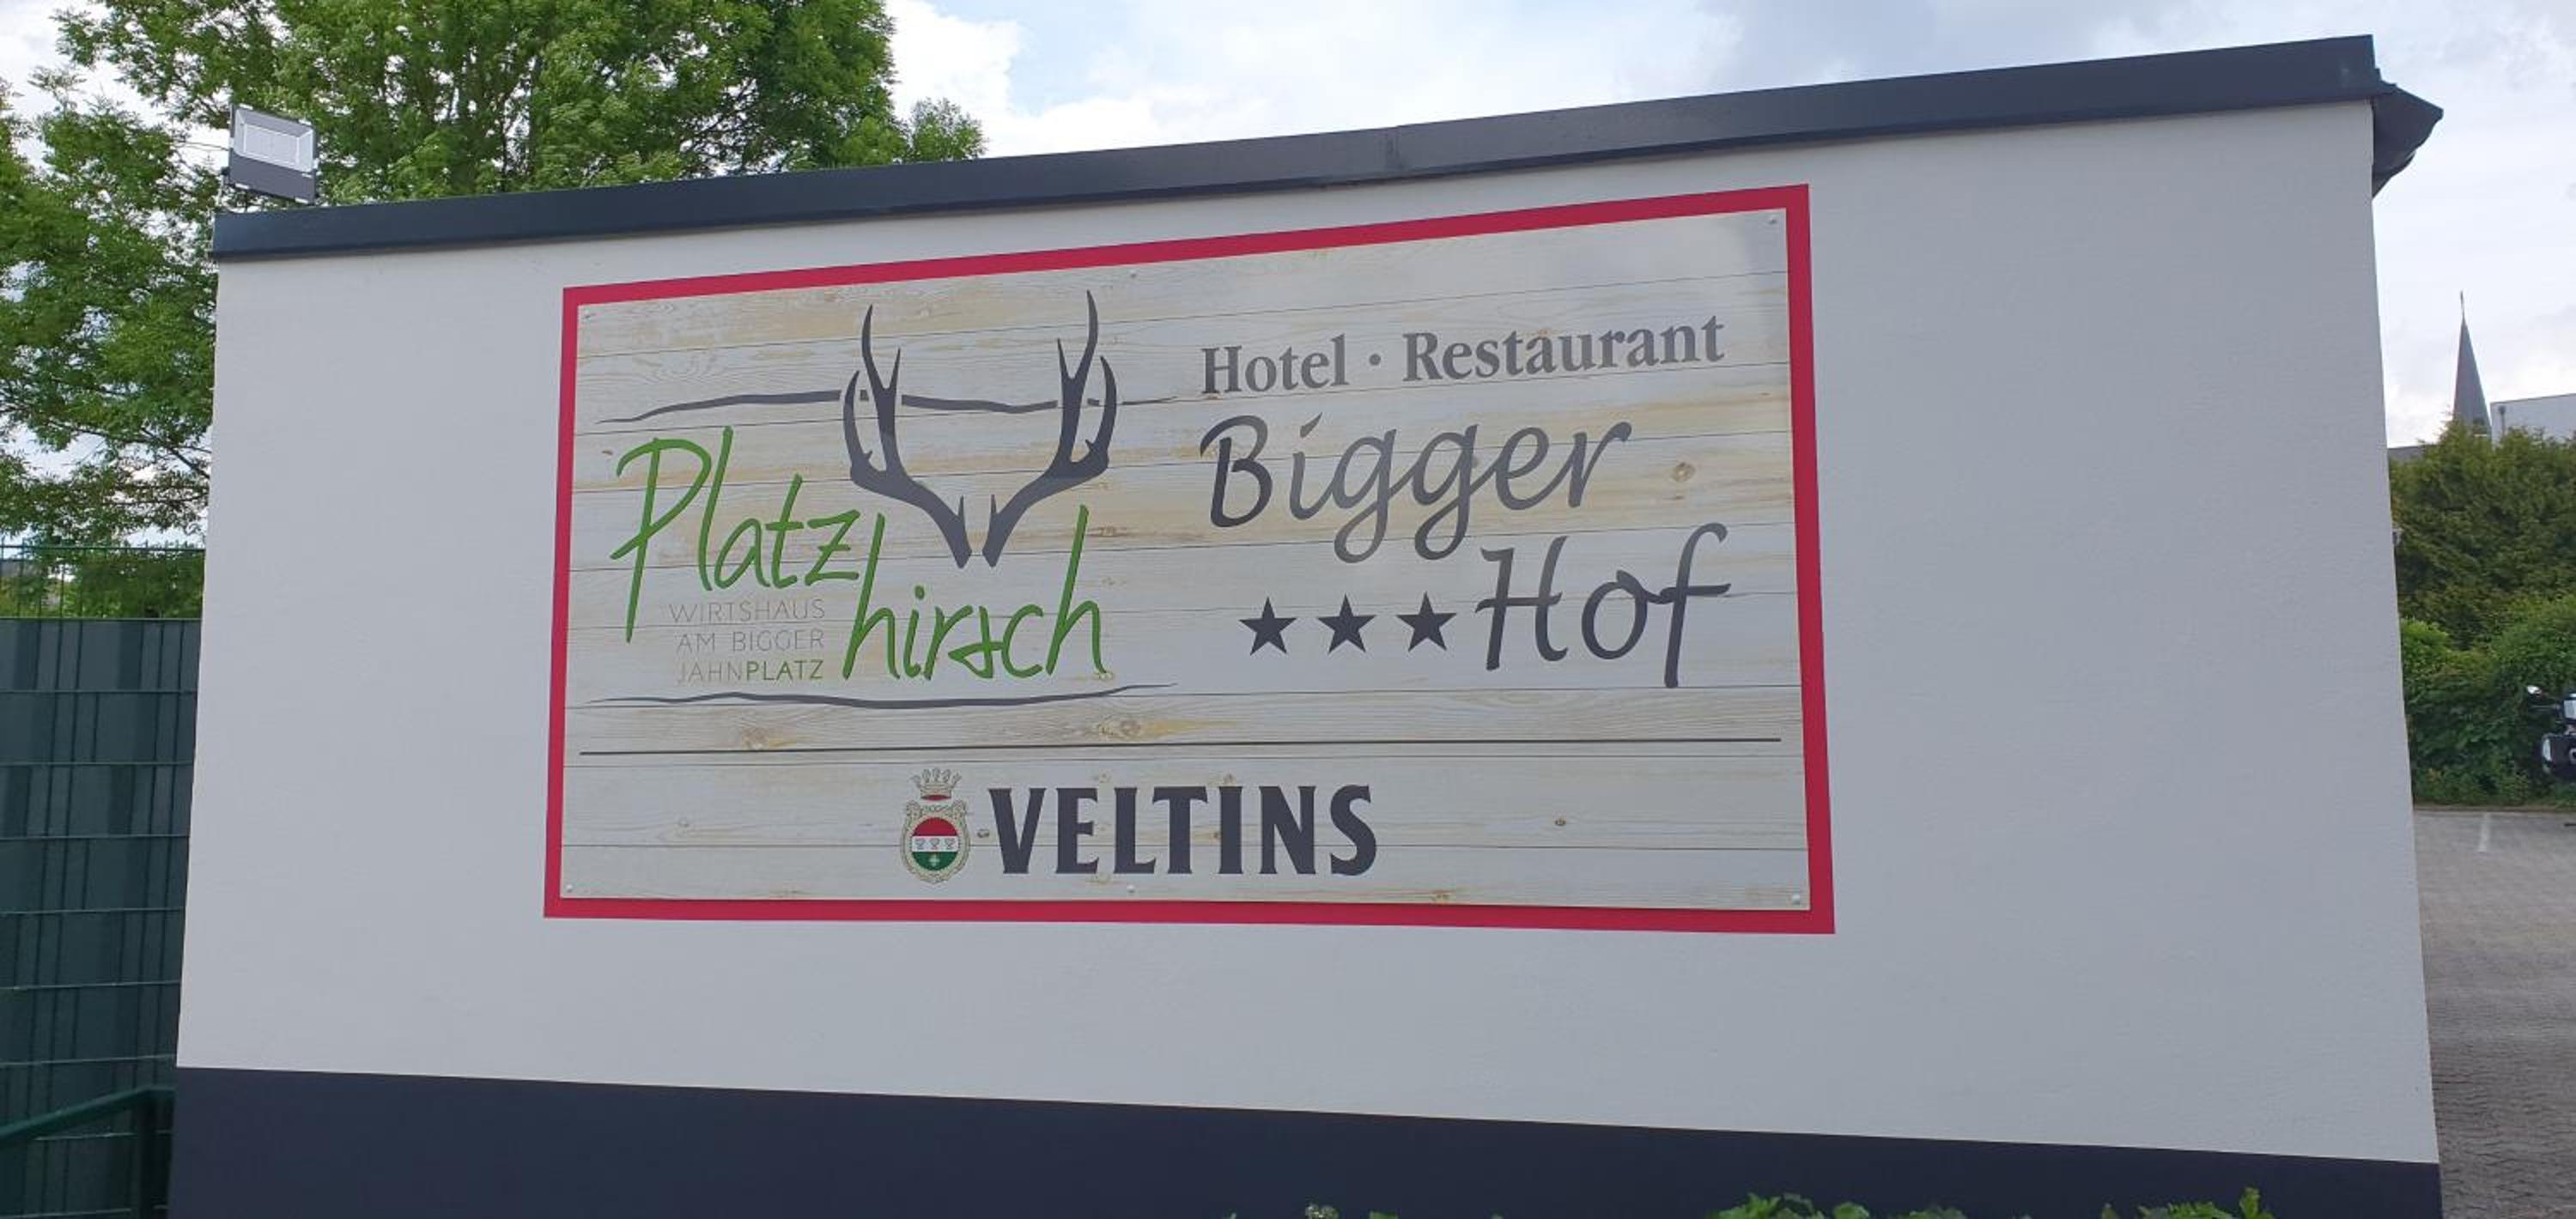 Platz
hirsch
WIRTSHAUS
AM BIGGER
JAHNPLATZ
Hotel · Restaurant
Bigger
★★★Hof
VELTINS